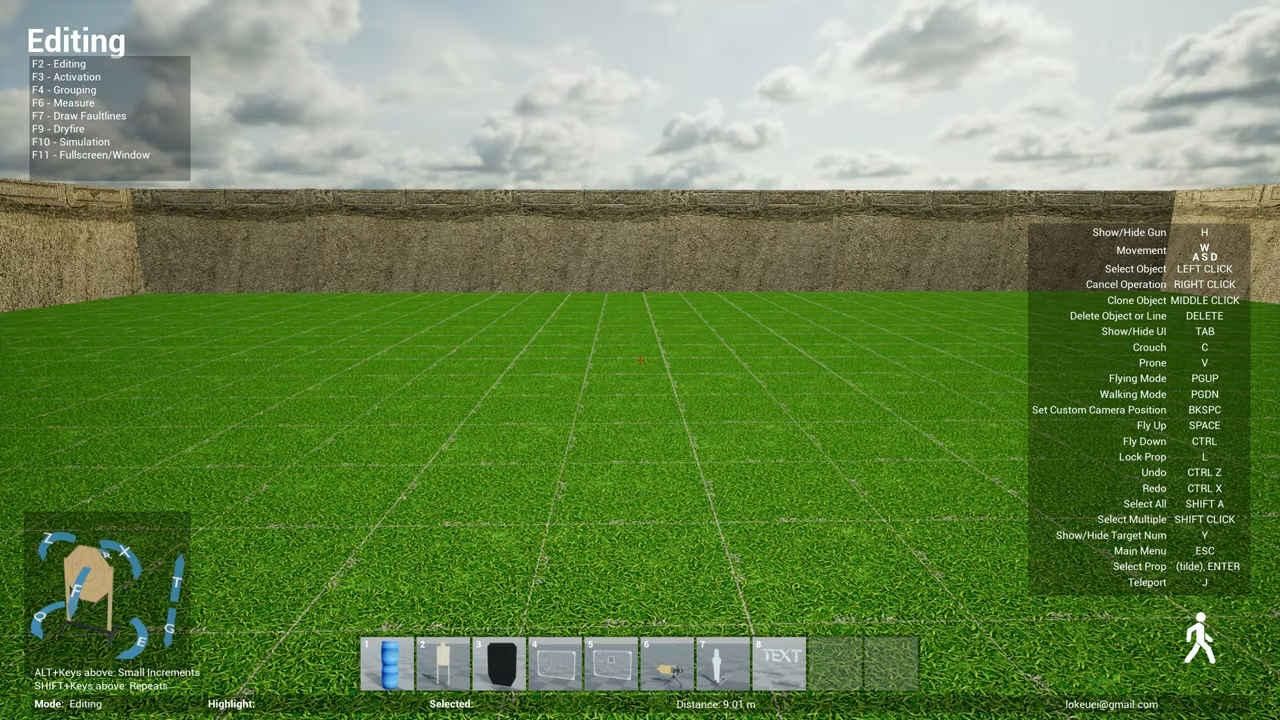 Editing
F2 - Editing
F3 - Activation
F4 - Grouping
F6 - Measure
F7 - Draw Faultlines
F9 - Dryfire
F10 - Simulation
F11 - Fullscreen/Window
Show/Hide Gun H
Movement W A S D
Select Object LEFT CLICK
Cancel Operation RIGHT CLICK
Clone Object MIDDLE CLICK
Delete Object or Line DELETE
Show/Hide UI TAB
Crouch C
Prone V
Flying Mode PGUP
Walking Mode PGDN
Set Custom Camera Position BKSPC
Fly Up SPACE
Fly Down CTRL
Lock Prop L
Undo CTRL Z
Redo CTRL X
Select All SHIFT A
Select Multiple SHIFT CLICK
Show/Hide Target Num Y
Main Menu ESC
Select Prop (tilde), ENTER
Teleport J
Z X
F T
Q E G
ALT+Keys above: Small Increments
SHIFT+Keys above: Repeats
1 2 3 4 5 6 7 8
TEXT
Mode: Editing Highlight: Selected: Distance: 9.01 m lokeuei@gmail.com